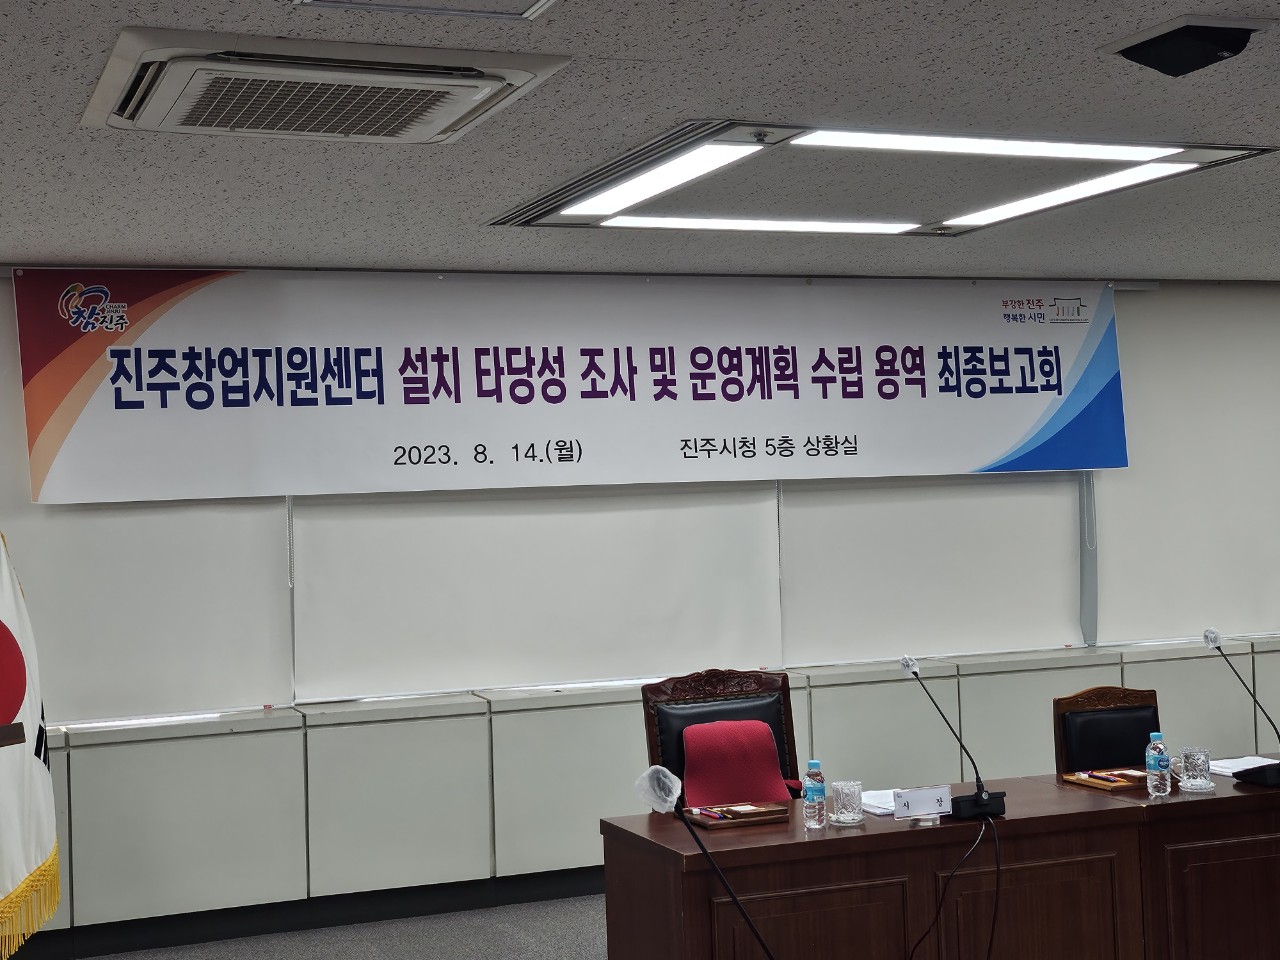 CHARM
JINJU
참진주
부강한 진주
행복한 시민
진주창업지원센터 설치 타당성 조사 및 운영계획 수립 용역 최종보고회
2023. 8. 14.(월) 진주시청 5층 상황실
시 장